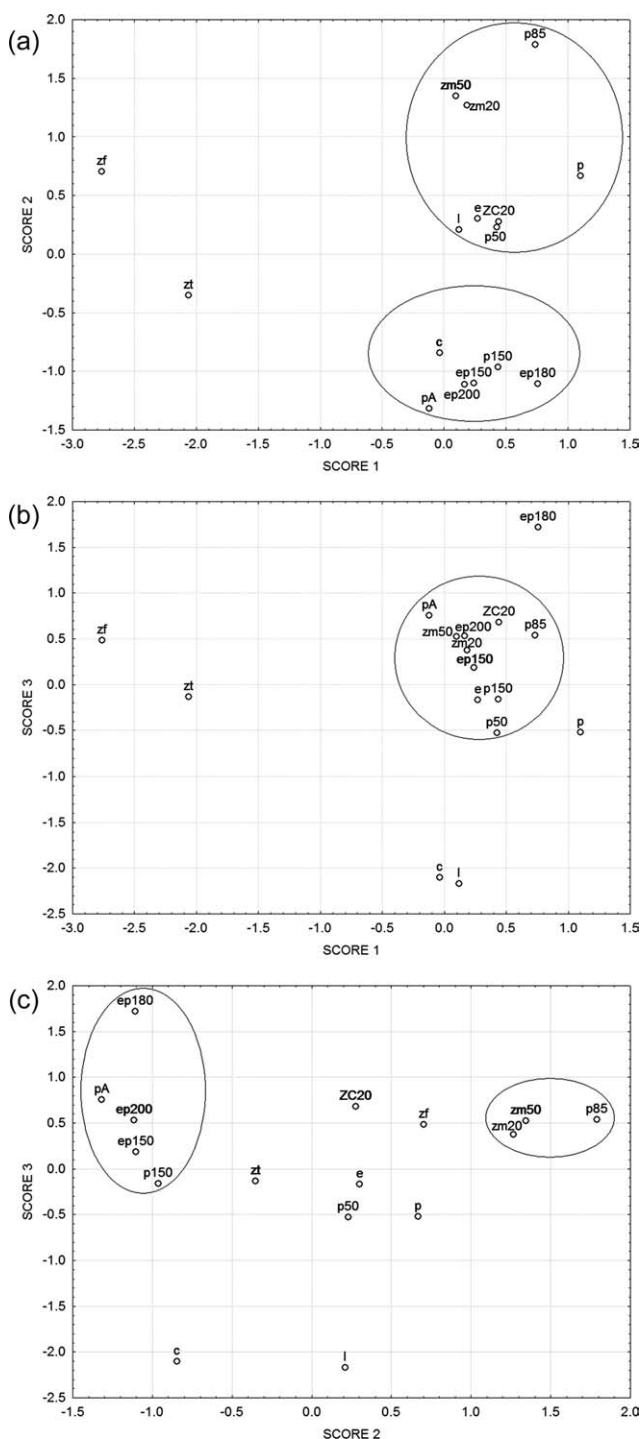 (a)
2.0
p85
1.5
zm50
zm20
1.0
zf
p
0.5
e
ZC20
l
p50
0.0
zt
-0.5
c
p150
ep150
ep180
-1.0
ep200
pA
-1.5
-3.0 -2.5 -2.0 -1.5 -1.0 -0.5 0.0 0.5 1.0 1.5
SCORE 2
SCORE 1
(b)
2.0
ep180
1.5
1.0
pA
ZC20
zf
zm50
ep200
p85
0.5
zm20
ep150
0.0
zt
e
p150
p50
p
-0.5
-1.0
-1.5
c
l
-2.0
-2.5
-3.0 -2.5 -2.0 -1.5 -1.0 -0.5 0.0 0.5 1.0 1.5
SCORE 3
SCORE 1
(c)
2.0
ep180
1.5
1.0
pA
ZC20
ep200
zf
zm50
p85
0.5
zm20
ep150
0.0
p150
zt
e
p50
p
-0.5
-1.0
-1.5
c
l
-2.0
-2.5
-1.5 -1.0 -0.5 0.0 0.5 1.0 1.5 2.0
SCORE 3
SCORE 2